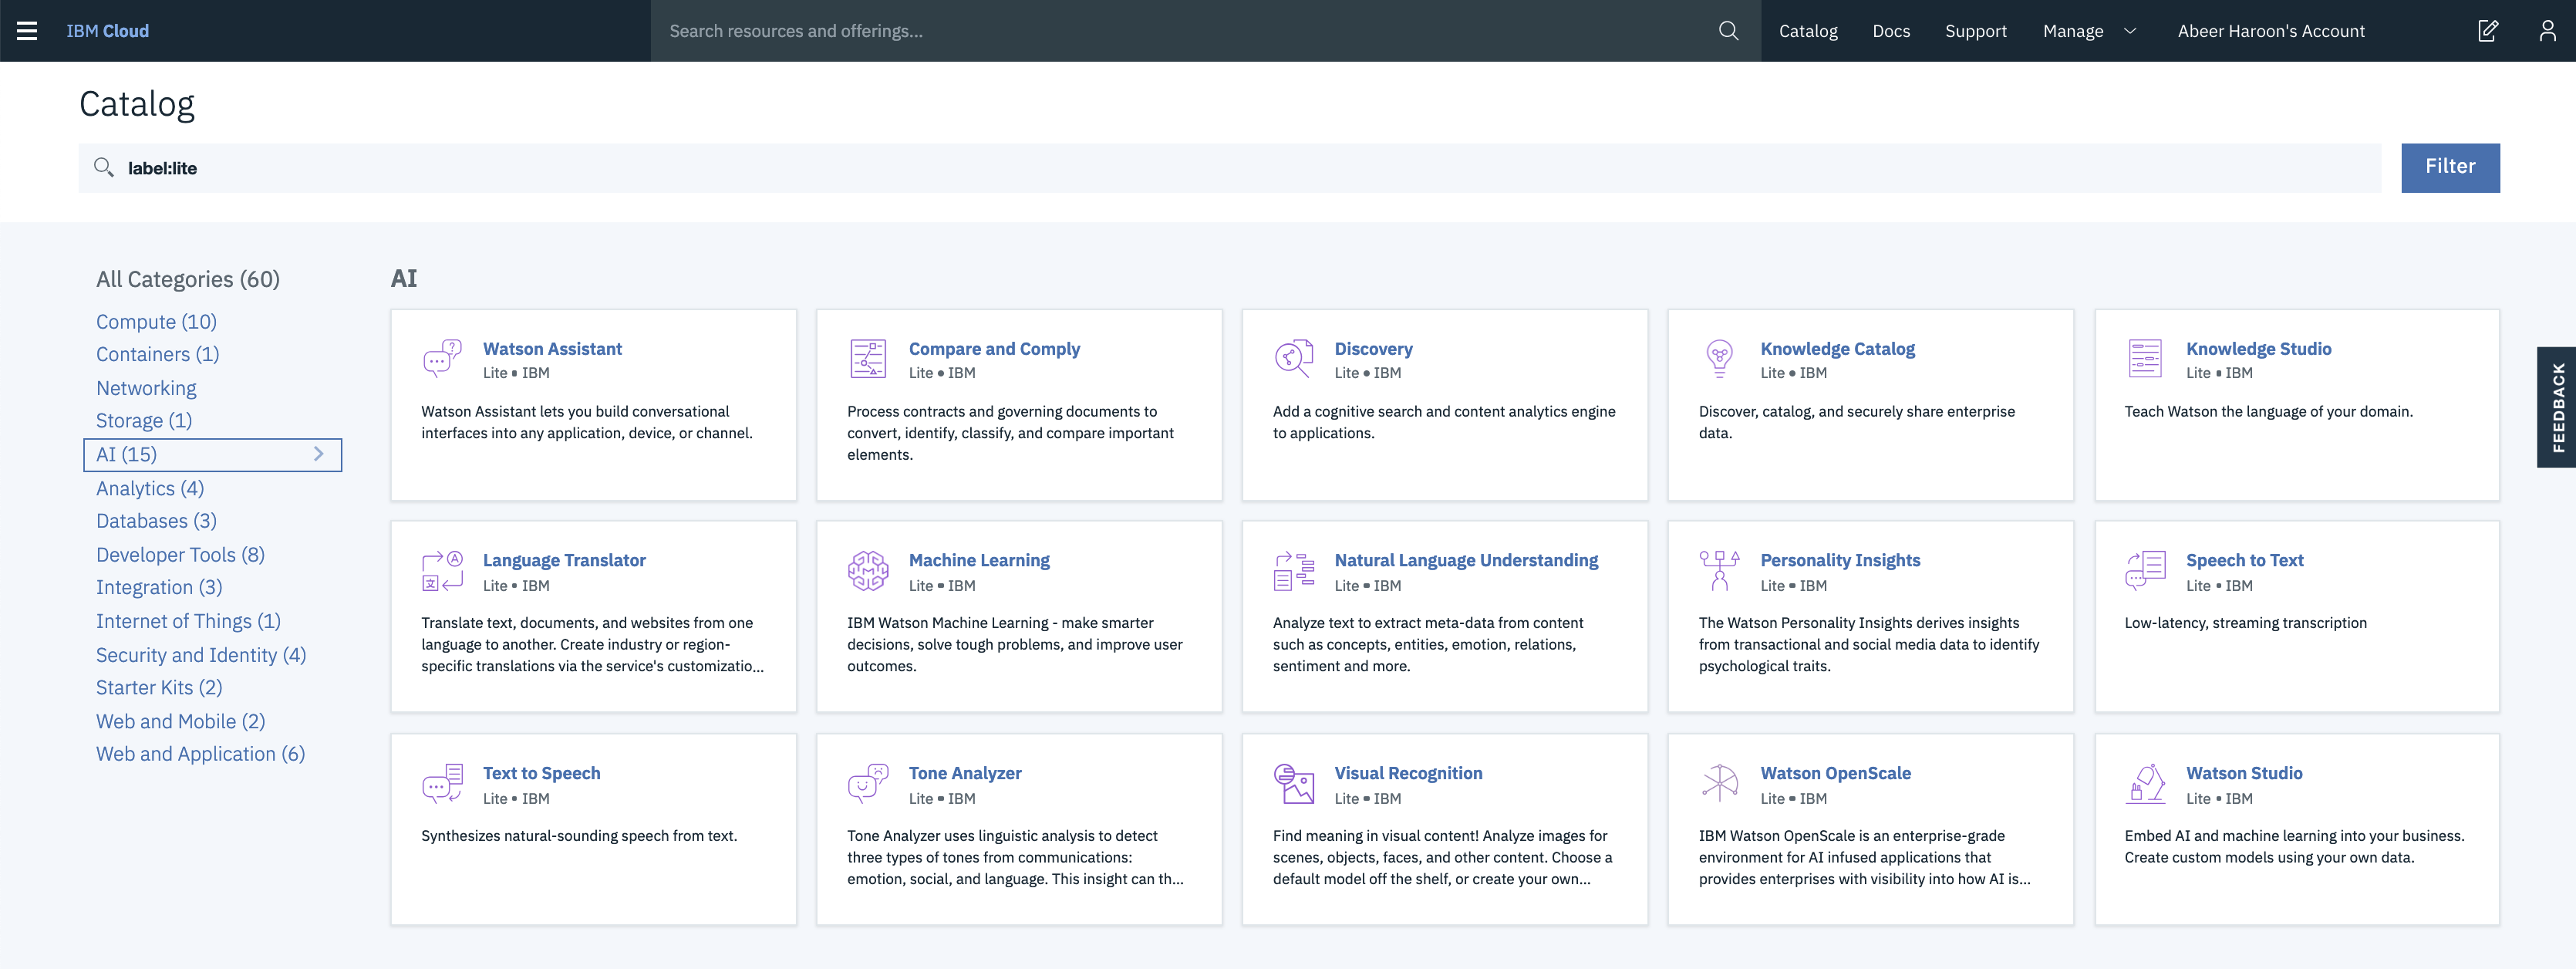 IBM Cloud
Search resources and offerings...
Catalog
Docs
Support
Manage
Abeer Haroon's Account
Catalog
label:lite
Filter
All Categories (60)
Compute (10)
Containers (1)
Networking
Storage (1)
AI (15)
Analytics (4)
Databases (3)
Developer Tools (8)
Integration (3)
Internet of Things (1)
Security and Identity (4)
Starter Kits (2)
Web and Mobile (2)
Web and Application (6)
AI
Watson Assistant
Lite • IBM
Watson Assistant lets you build conversational
interfaces into any application, device, or channel.
Compare and Comply
Lite • IBM
Process contracts and governing documents to
convert, identify, classify, and compare important
elements.
Discovery
Lite • IBM
Add a cognitive search and content analytics engine
to applications.
Knowledge Catalog
Lite • IBM
Discover, catalog, and securely share enterprise
data.
Knowledge Studio
Lite • IBM
Teach Watson the language of your domain.
Language Translator
Lite • IBM
Translate text, documents, and websites from one
language to another. Create industry or region-
specific translations via the service's customizatio...
Machine Learning
Lite • IBM
IBM Watson Machine Learning - make smarter
decisions, solve tough problems, and improve user
outcomes.
Natural Language Understanding
Lite • IBM
Analyze text to extract meta-data from content
such as concepts, entities, emotion, relations,
sentiment and more.
Personality Insights
Lite • IBM
The Watson Personality Insights derives insights
from transactional and social media data to identify
psychological traits.
Speech to Text
Lite • IBM
Low-latency, streaming transcription
Text to Speech
Lite • IBM
Synthesizes natural-sounding speech from text.
Tone Analyzer
Lite • IBM
Tone Analyzer uses linguistic analysis to detect
three types of tones from communications:
emotion, social, and language. This insight can th...
Visual Recognition
Lite • IBM
Find meaning in visual content! Analyze images for
scenes, objects, faces, and other content. Choose a
default model off the shelf, or create your own...
Watson OpenScale
Lite • IBM
IBM Watson OpenScale is an enterprise-grade
environment for AI infused applications that
provides enterprises with visibility into how AI is...
Watson Studio
Lite • IBM
Embed AI and machine learning into your business.
Create custom models using your own data.
FEEDBACK